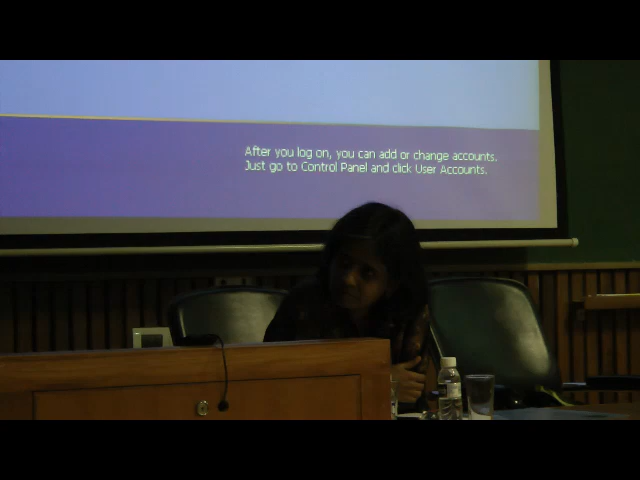 After you log on, you can add or change accounts.
Just go to Control Panel and click User Accounts.